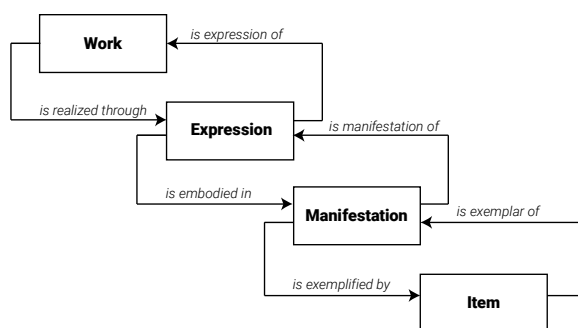 Work
is expression of
is realized through
Expression
is manifestation of
is embodied in
Manifestation
is exemplar of
is exemplified by
Item